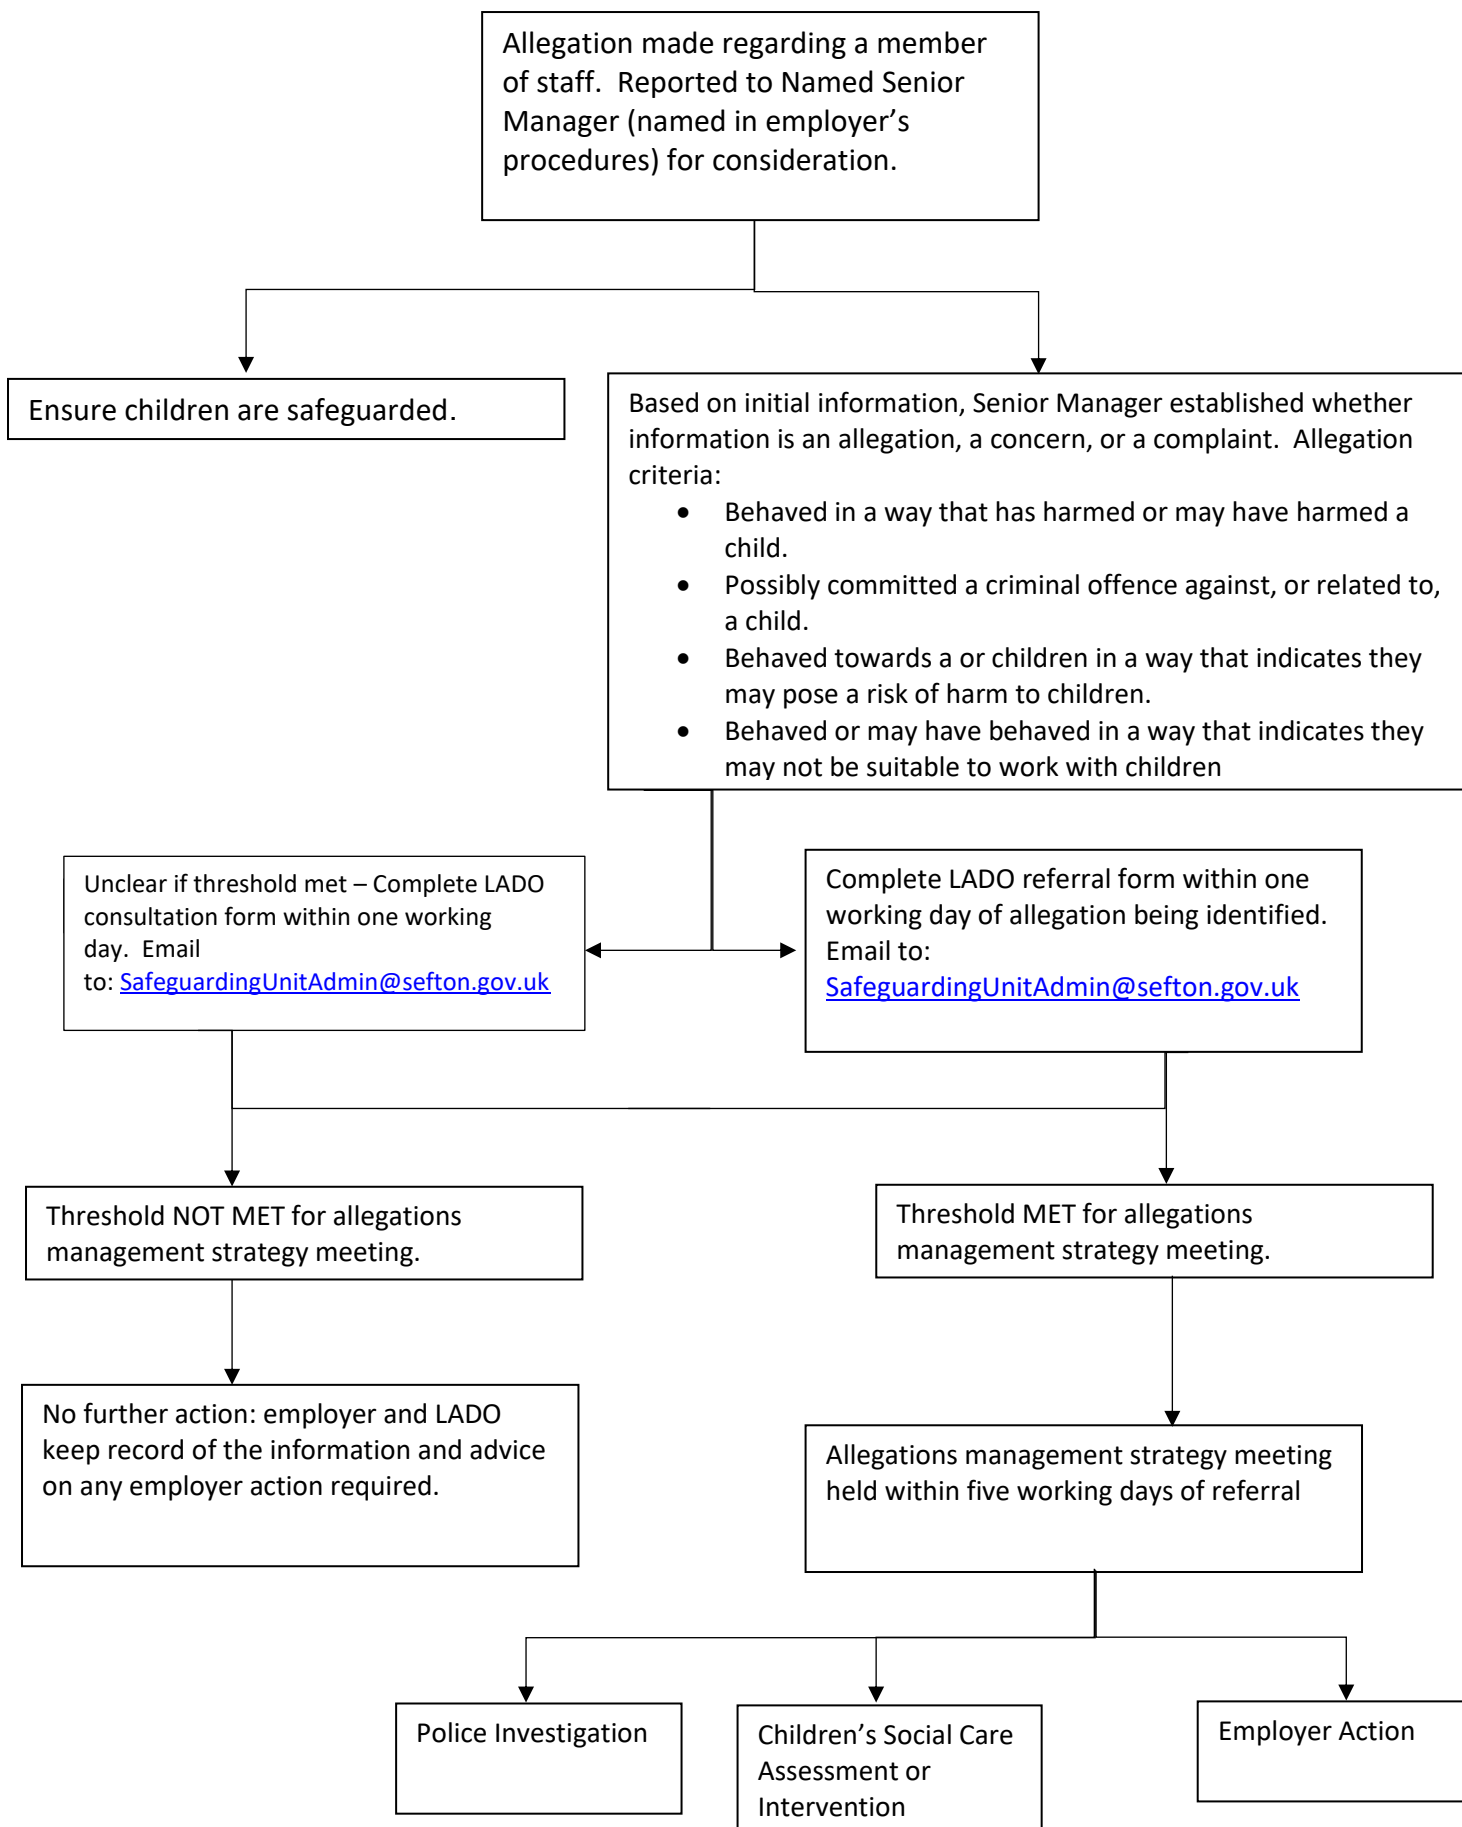 Allegation made regarding a member
of staff.  Reported to Named Senior
Manager (named in employer’s
procedures) for consideration.
Ensure children are safeguarded.
Based on initial information, Senior Manager established whether
information is an allegation, a concern, or a complaint.  Allegation
criteria:
• Behaved in a way that has harmed or may have harmed a
child.
• Possibly committed a criminal offence against, or related to,
a child.
• Behaved towards a or children in a way that indicates they
may pose a risk of harm to children.
• Behaved or may have behaved in a way that indicates they
may not be suitable to work with children
Unclear if threshold met – Complete LADO
consultation form within one working
day.  Email
to: SafeguardingUnitAdmin@sefton.gov.uk
Complete LADO referral form within one
working day of allegation being identified.
Email to:
SafeguardingUnitAdmin@sefton.gov.uk
Threshold NOT MET for allegations
management strategy meeting.
Threshold MET for allegations
management strategy meeting.
No further action: employer and LADO
keep record of the information and advice
on any employer action required.
Allegations management strategy meeting
held within five working days of referral
Police Investigation
Children’s Social Care
Assessment or
Intervention
Employer Action